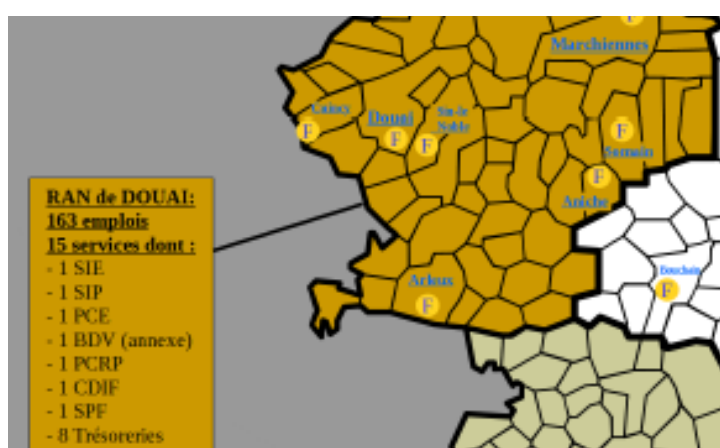 F
Marchiennes
Cuincy
F
Douai
F
Sin-le
Noble
F
F
Somain
F
Aniche
RAN de DOUAI:
163 emplois
15 services dont :
- 1 SIE
- 1 SIP
- 1 PCE
- 1 BDV (annexe)
- 1 PCRP
- 1 CDIF
- 1 SPF
- 8 Trésoreries
Arleux
F
Bouchain
F